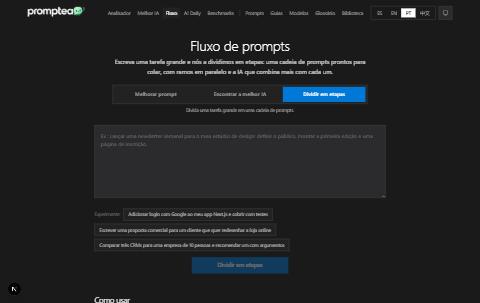 promptea
Analisador Melhor IA Fluxo AI Daily Benchmarks Prompts Guias Modelos Glossário Biblioteca ES EN PT 中文
Fluxo de prompts
Escreva uma tarefa grande e nós a dividimos em etapas: uma cadeia de prompts prontos para
colar, com ramos em paralelo e a IA que combina mais com cada um.
Melhorar prompt Encontrar a melhor IA Dividir em etapas
Divida uma tarefa grande em uma cadeia de prompts.
Ex.: Lançar uma newsletter semanal para o meu estúdio de design: definir o público, montar a primeira edição e uma
página de inscrição.
Experimente: Adicionar login com Google ao meu app Next.js e cobrir com testes
Escrever uma proposta comercial para um cliente que quer redesenhar a loja online
Comparar três CRMs para uma empresa de 10 pessoas e recomendar um com argumentos
Dividir em etapas
N
Como usar